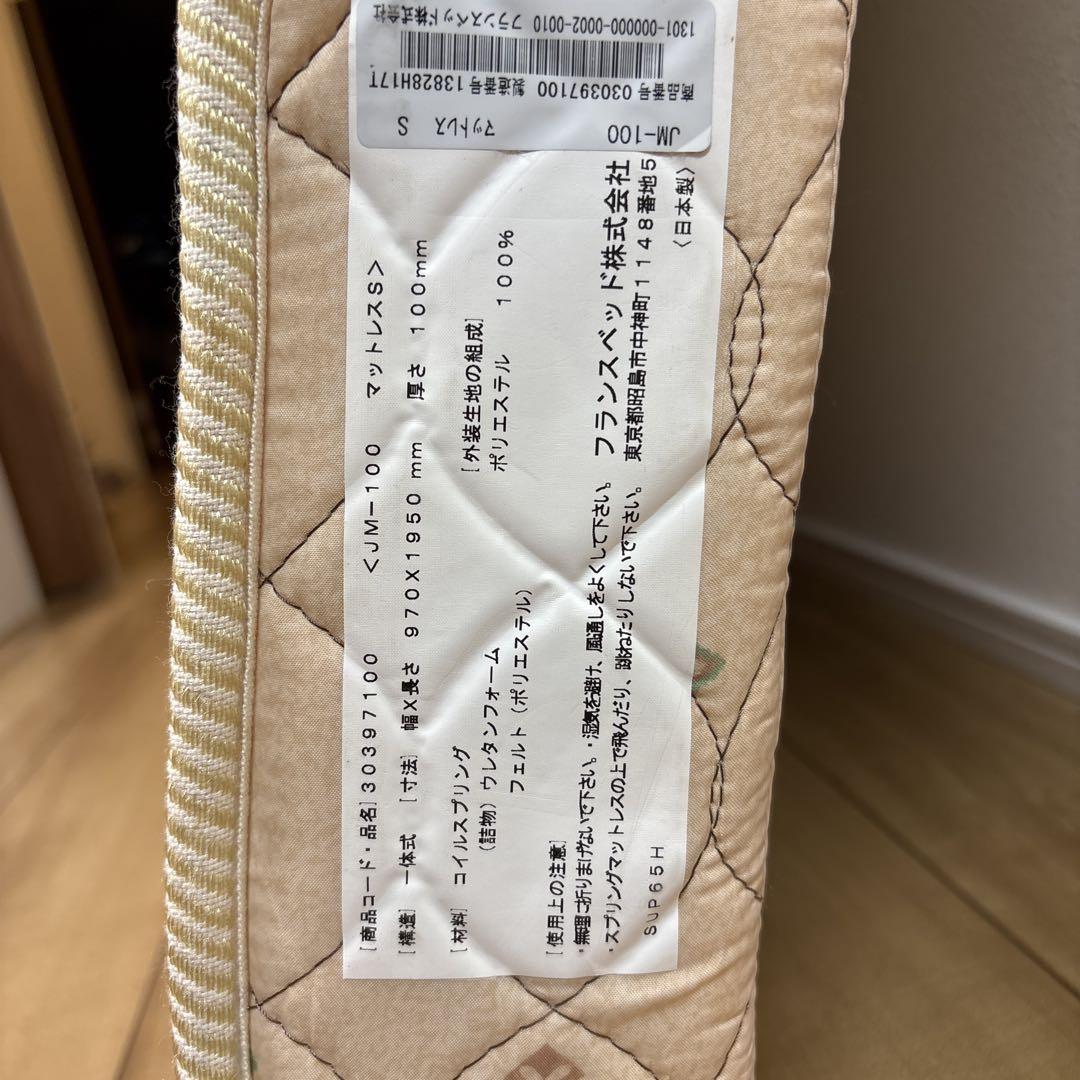 [商品コード・品名] 30397100 <JM-100 マットレスS>
[構造] 一体式 [寸法] 幅X長さ 970X1950 mm 厚さ 100mm
[材料] コイルスプリング
(詰物) ウレタンフォーム
フェルト (ポリエステル)
[外装生地の組成]
ポリエステル 100%
[使用上の注意]
・無理に折りまげないで下さい。・湿気を避け、風通しをよくして下さい。
・スプリングマットレスの上で飛んだり、跳ねたりしないで下さい。
SUP65H
フランスベッド株式会社
東京都昭島市中神町1148番地5
〈日本製〉
JM-100 マットレス S
商品番号 030397100 製造番号 13828H17T
1301-000000-0002-0010 フランスベッド株式会社